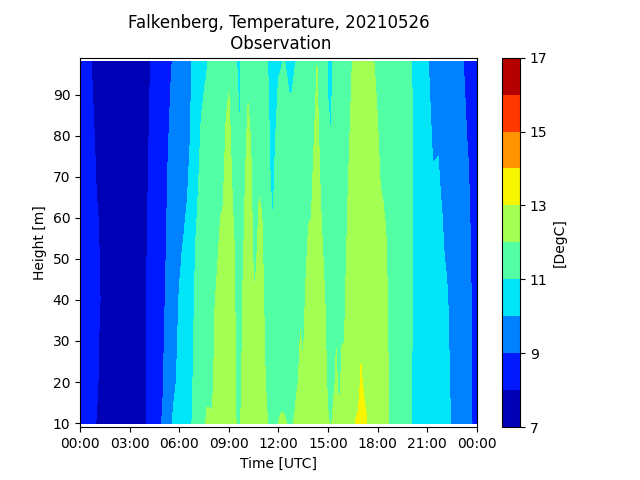 Falkenberg, Temperature, 20210526
Observation
90
80
70
60
50
40
30
20
10
Height [m]
00:00 03:00 06:00 09:00 12:00 15:00 18:00 21:00 00:00
Time [UTC]
17
15
13
11
9
7
[DegC]